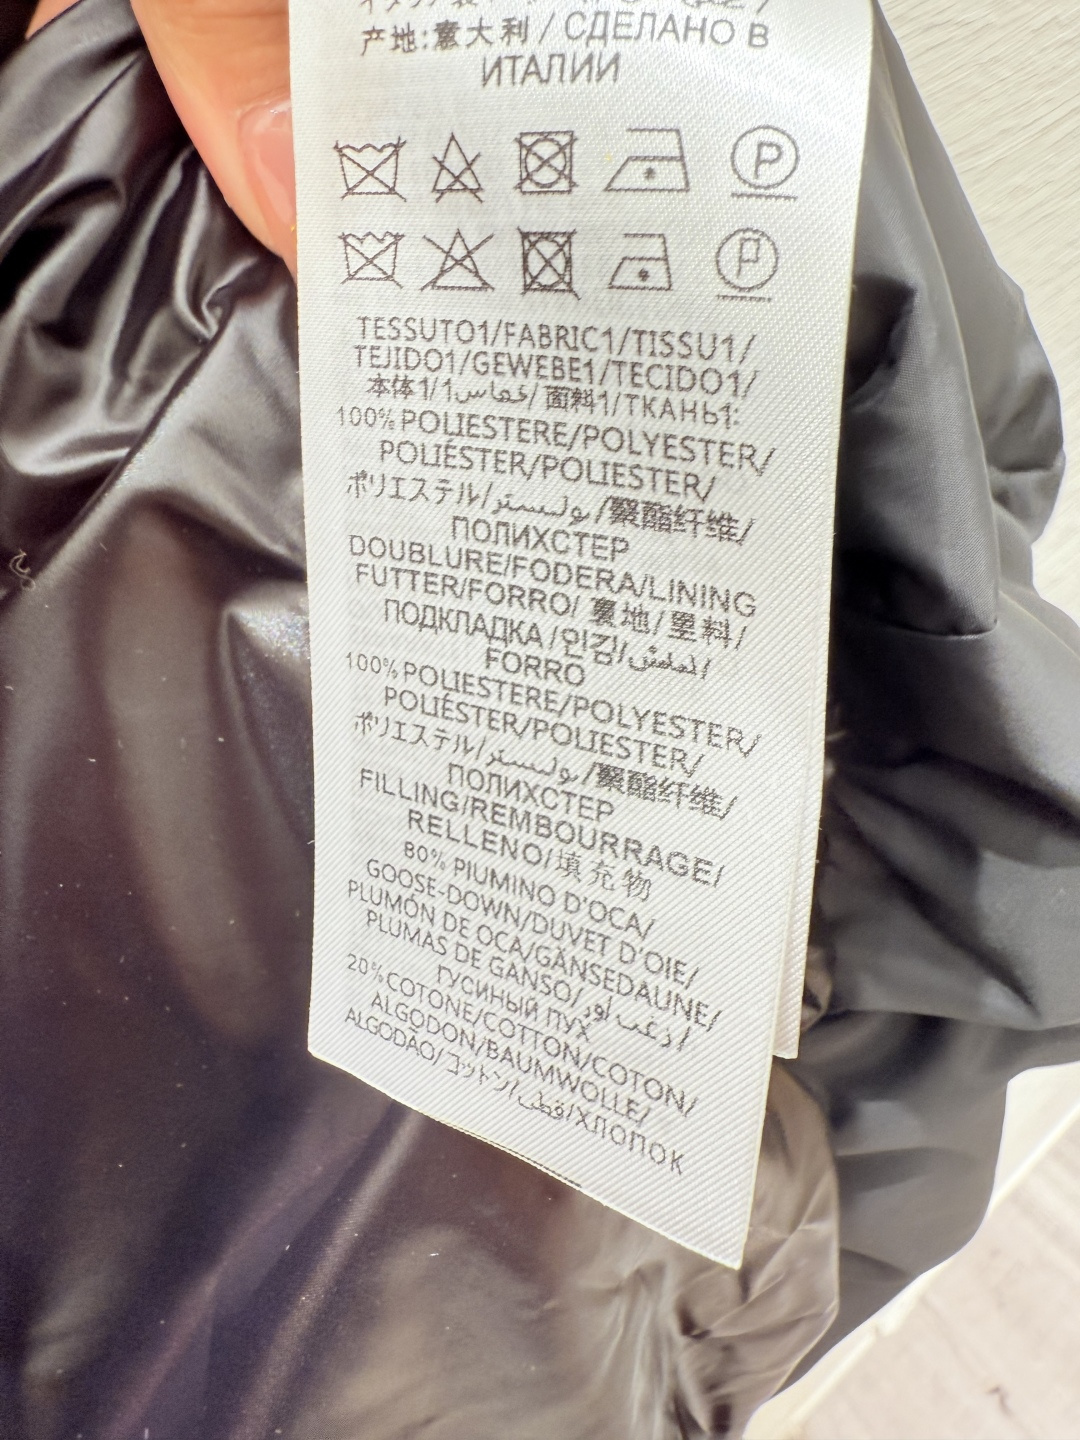 产地:意大利 / СДЕЛАНО В
ИТАЛИИ
P
P
TESSUTO1/FABRIC1/TISSU1/
TEJIDO1/GEWEBE1/TECIDO1/
本体1/1قماس/ 面料1/ТКАНЬ1:
100% POLIESTERE/POLYESTER/
POLIÉSTER/POLIESTER/
ポリエステル/بوليستر/聚酯纤维/
ПОЛИХСТЕР
DOUBLURE/FODERA/LINING
FUTTER/FORRO/ 裏地/里料/
ПОДКЛАДКА/안감/
FORRO
100% POLIESTERE/POLYESTER/
POLIÉSTER/POLIESTER/
ポリエステル/بوليستر/聚酯纤维/
ПОЛИХСТЕР
FILLING/REMBOURRAGE/
RELLENO/填充物
80% PIUMINO D'OCA/
GOOSE-DOWN/DUVET D'OIE/
PLUMÓN DE OCA/GÄNSEDAUNE/
PLUMAS DE GANSO/
ГУСИНЫЙ ПУХ
20% COTONE/COTTON/COTON/
ALGODON/BAUMWOLLE/
ALGODÃO/コットン/قطن/ХЛОПОК